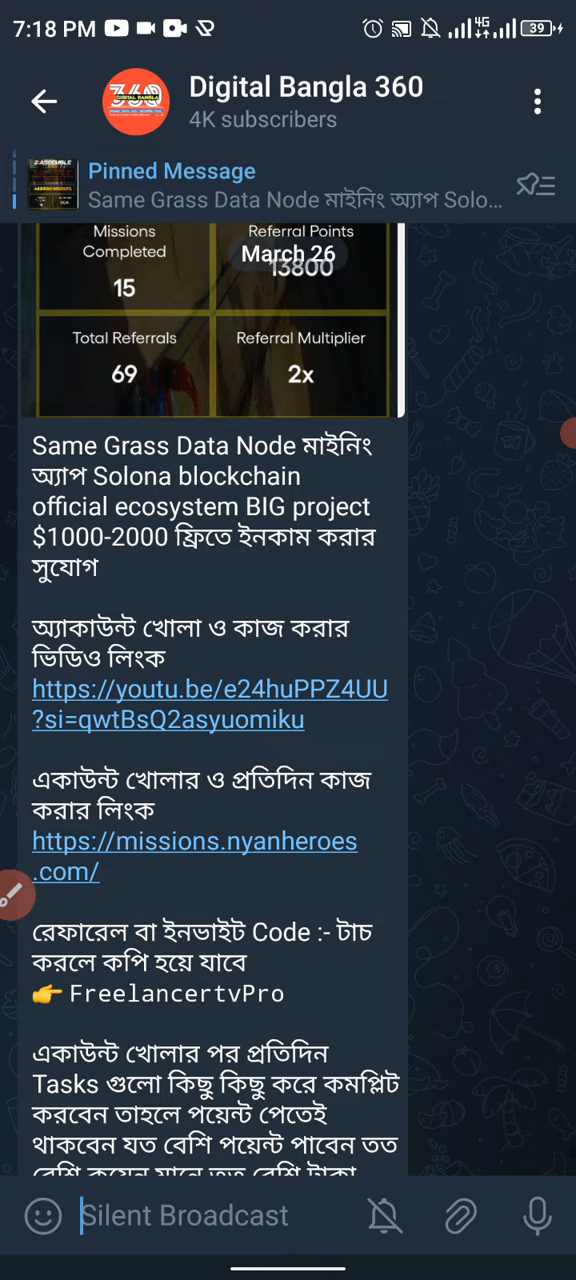 7:18 PM
4G
39
Digital Bangla 360
4K subscribers
Pinned Message
Same Grass Data Node মাইনিং অ্যাপ Solo...
Missions Completed
Referral Points
March 26
15
13800
Total Referrals
Referral Multiplier
69
2x
Same Grass Data Node মাইনিং
অ্যাপ Solona blockchain
official ecosystem BIG project
$1000-2000 ফ্রিতে ইনকাম করার
সুযোগ
অ্যাকাউন্ট খোলা ও কাজ করার
ভিডিও লিংক
https://youtu.be/e24huPPZ4UU
?si=qwtBsQ2asyuomiku
একাউন্ট খোলার ও প্রতিদিন কাজ
করার লিংক
https://missions.nyanheroes
.com/
রেফারেল বা ইনভাইট Code :- টাচ
করলে কপি হয়ে যাবে
👉 FreelancertvPro
একাউন্ট খোলার পর প্রতিদিন
Tasks গুলো কিছু কিছু করে কমপ্লিট
করবেন তাহলে পয়েন্ট পেতেই
থাকবেন যত বেশি পয়েন্ট পাবেন তত
বেশি কয়েন মানে তত বেশি টাকা
Silent Broadcast